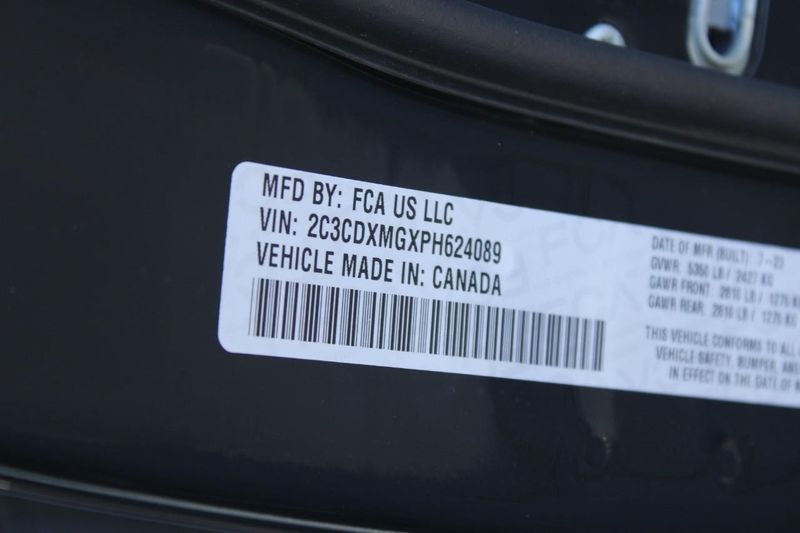 MFD BY: FCA US LLC
VIN: 2C3CDXMGXPH624089
VEHICLE MADE IN: CANADA
DATE OF MFR (BUILT): 7-23
GVWR: 5350 LB / 2427 KG
GAWR FRONT: 2810 LB / 1275 KG
GAWR REAR: 2810 LB / 1275 KG
THIS VEHICLE CONFORMS TO ALL
VEHICLE SAFETY, BUMPER, AND
IN EFFECT ON THE DATE OF